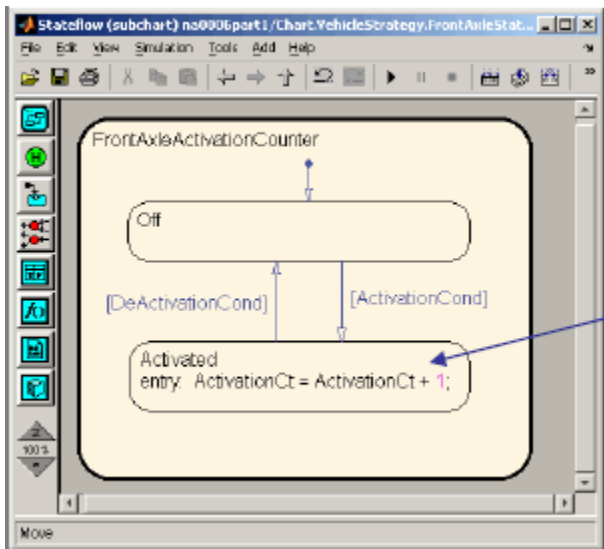 Stateflow (subchart) na0006part1/Chart.VehicleStrategy.FrontAxleStat...
File Edit View Simulation Tools Add Help
FrontAxleActivationCounter
Off
[DeActivationCond]
[ActivationCond]
Activated
entry: ActivationCt = ActivationCt + 1;
100%
Move